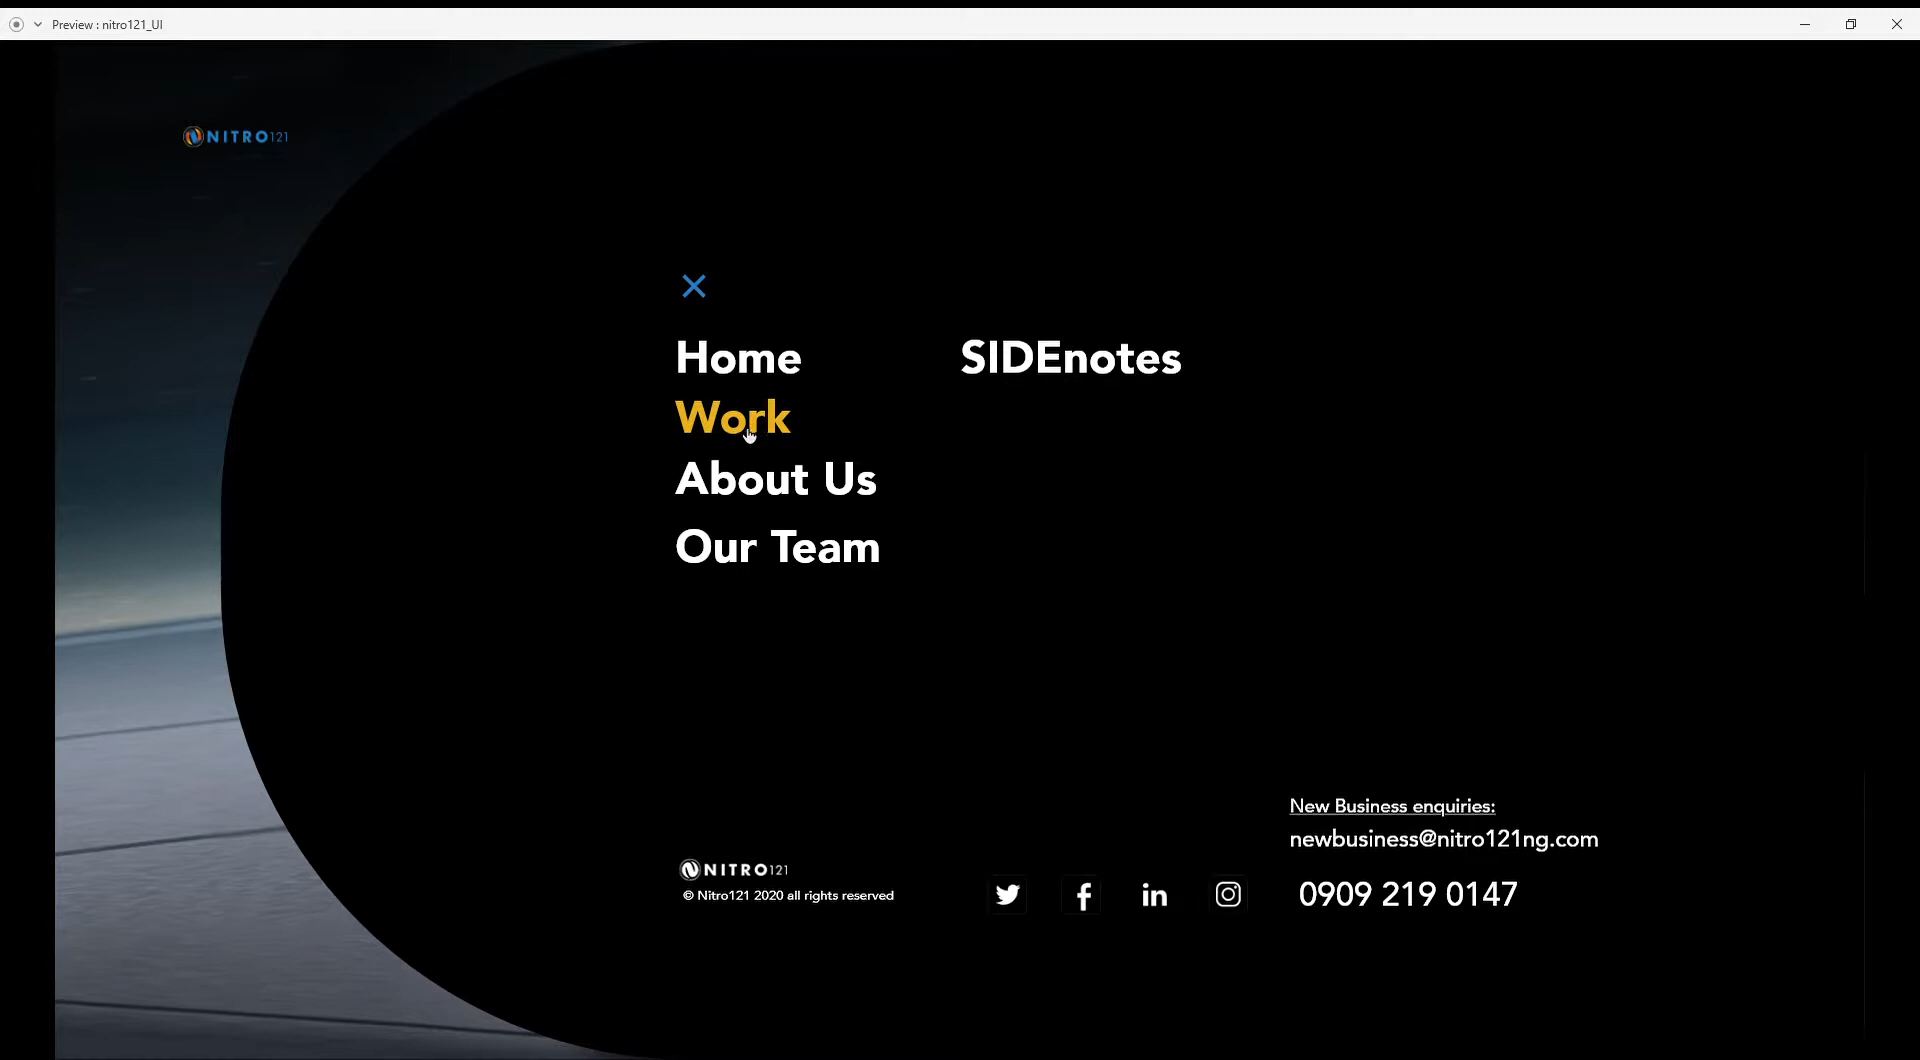 Preview : nitro121_UI
NITRO121
Home
SIDEnotes
Work
About Us
Our Team
New Business enquiries:
newbusiness@nitro121ng.com
NITRO121
© Nitro121 2020 all rights reserved
in
0909 219 0147